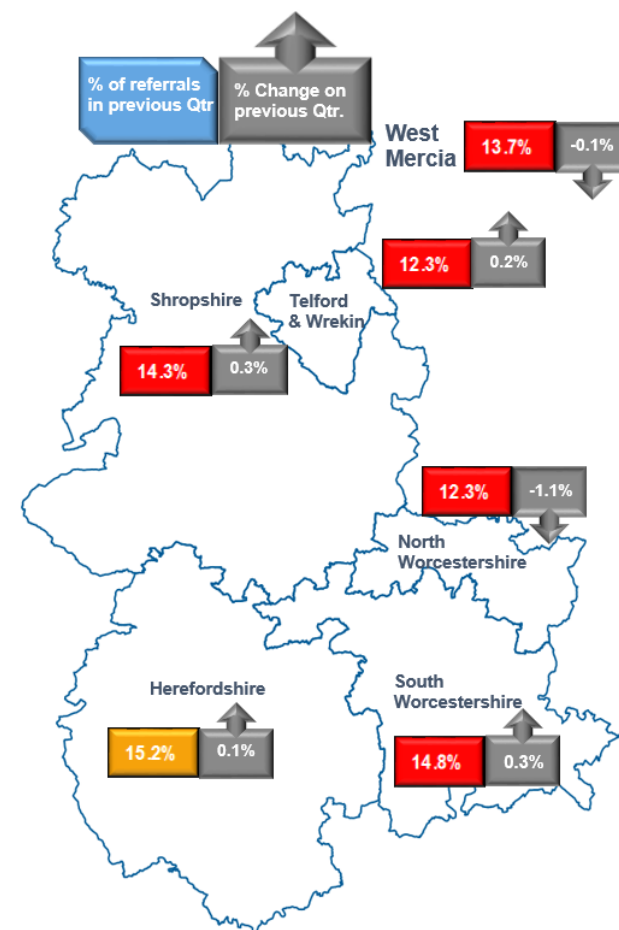 % of referrals
in previous Qtr
% Change on
previous Qtr.
West
Mercia
13.7%
-0.1%
12.3%
0.2%
Shropshire
Telford
& Wrekin
14.3%
0.3%
12.3%
-1.1%
North
Worcestershire
Herefordshire
15.2%
0.1%
South
Worcestershire
14.8%
0.3%